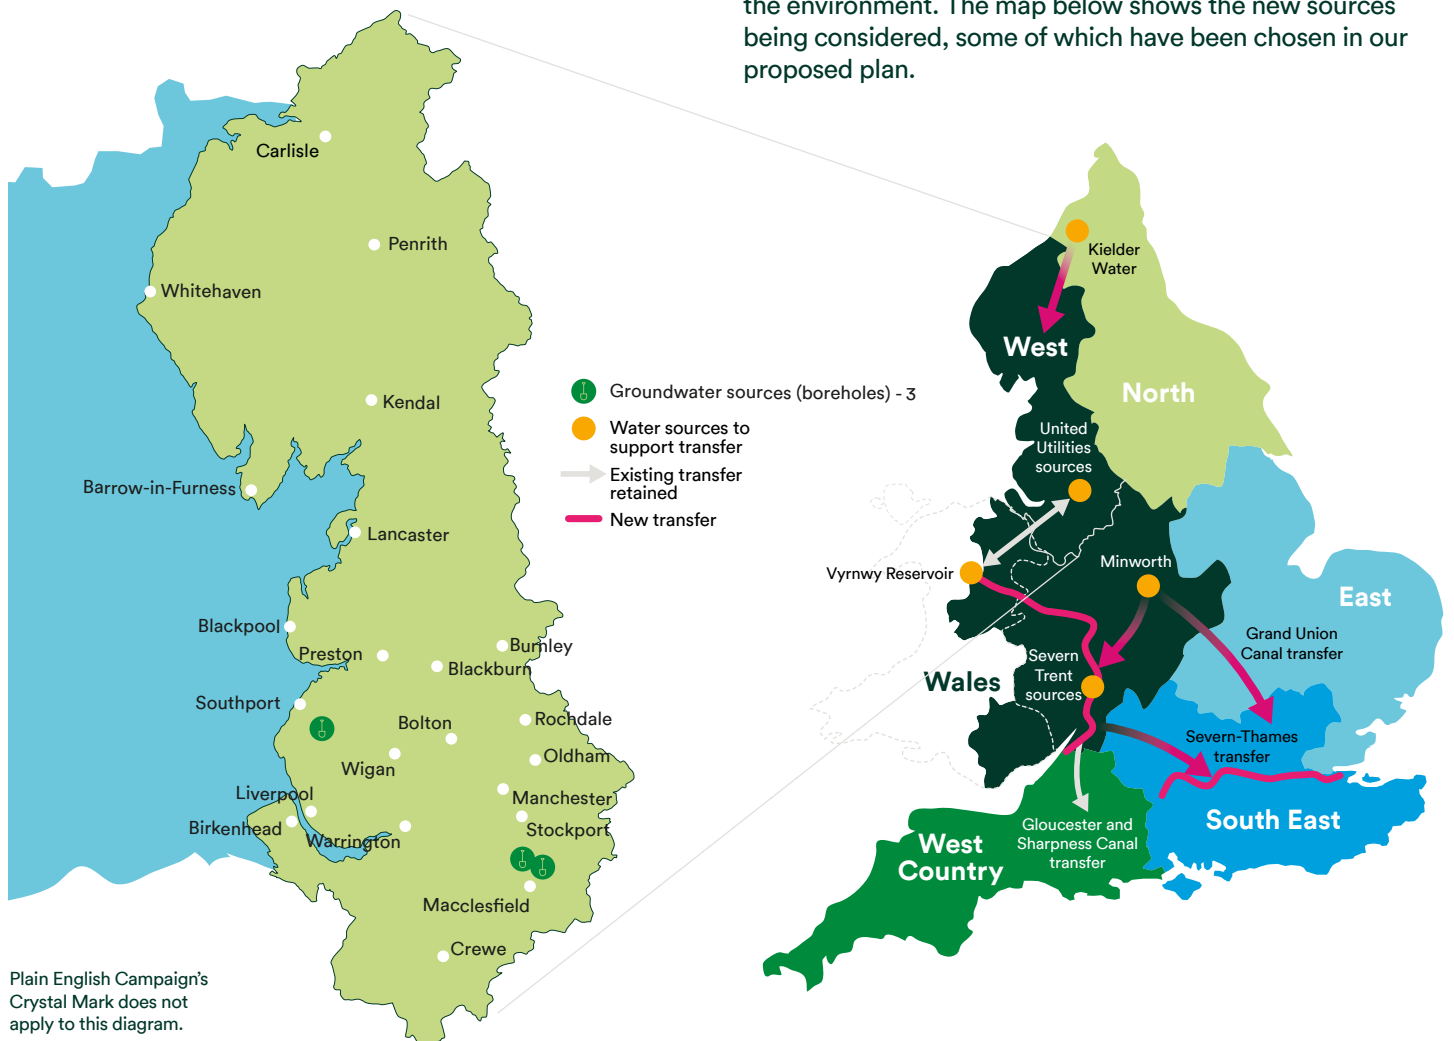 the environment. The map below shows the new sources
being considered, some of which have been chosen in our
proposed plan.
Carlisle
Penrith
Whitehaven
Kendal
Barrow-in-Furness
Lancaster
Blackpool
Preston
Burnley
Blackburn
Southport
Bolton
Rochdale
Wigan
Oldham
Liverpool
Manchester
Birkenhead
Warrington
Stockport
Macclesfield
Crewe
Groundwater sources (boreholes) - 3
Water sources to
support transfer
Existing transfer
retained
New transfer
Kielder
Water
West
North
United
Utilities
sources
Vyrnwy Reservoir
Minworth
East
Grand Union
Canal transfer
Severn
Trent
sources
Wales
Severn-Thames
transfer
South East
Gloucester and
Sharpness Canal
transfer
West
Country
Plain English Campaign’s
Crystal Mark does not
apply to this diagram.